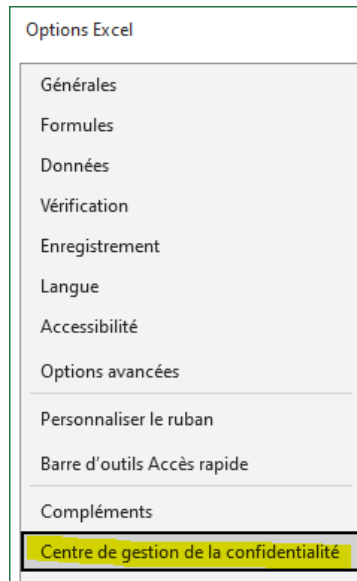 Options Excel
Générales
Formules
Données
Vérification
Enregistrement
Langue
Accessibilité
Options avancées
Personnaliser le ruban
Barre d'outils Accès rapide
Compléments
Centre de gestion de la confidentialité